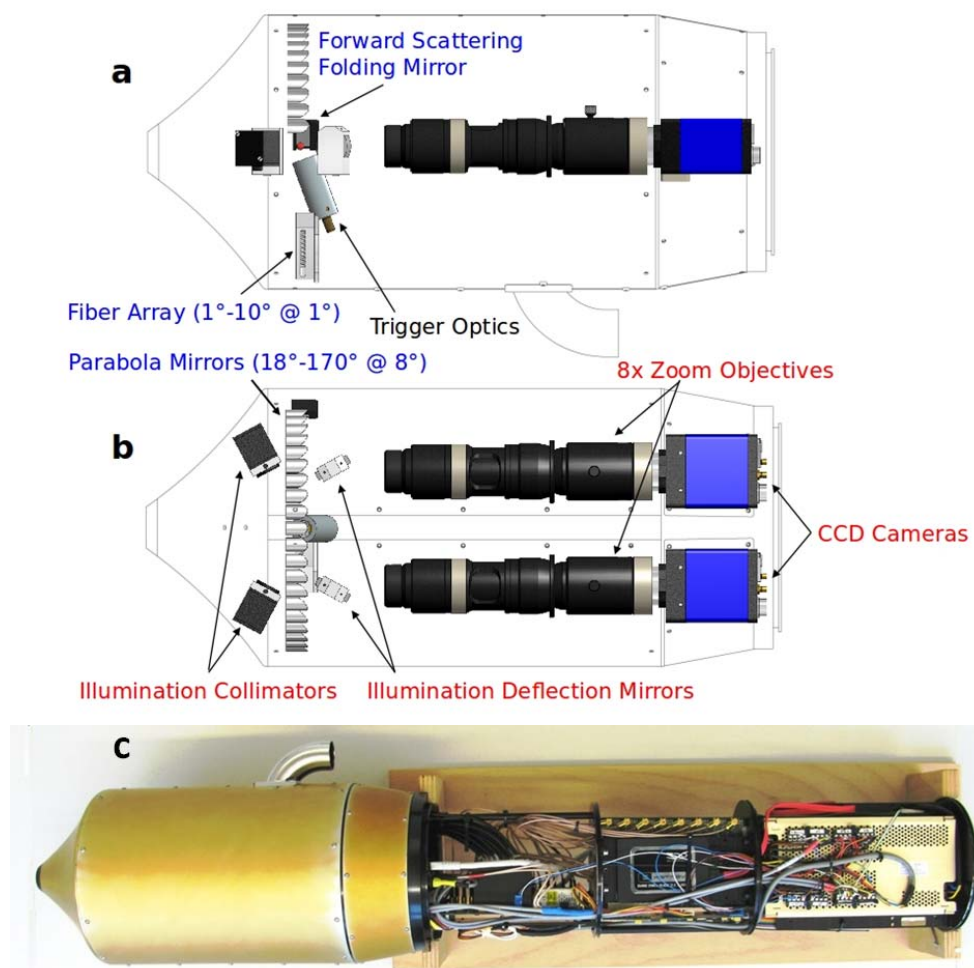 a
Forward Scattering
Folding Mirror
Fiber Array (1°-10° @ 1°)
Trigger Optics
Parabola Mirrors (18°-170° @ 8°)
8x Zoom Objectives
b
CCD Cameras
Illumination Collimators
Illumination Deflection Mirrors
c